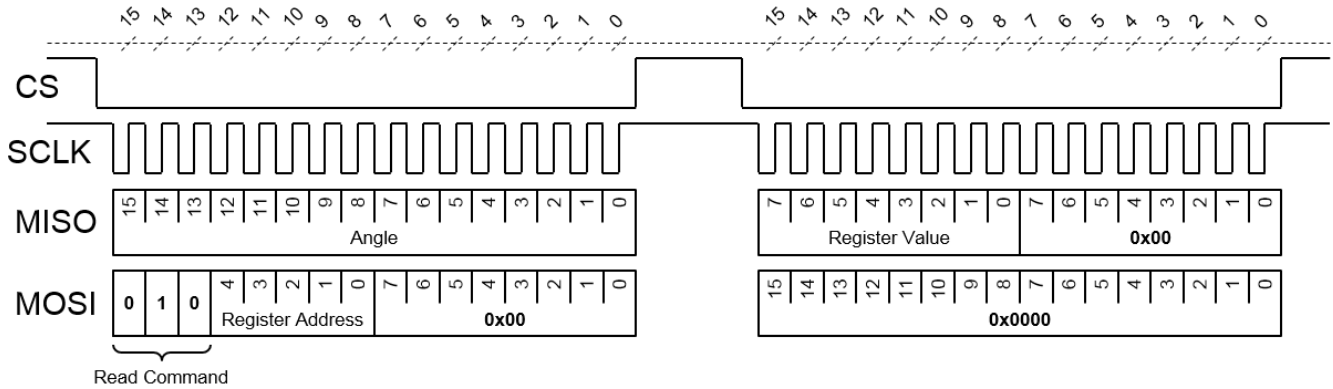 15 14 13 12 11 10 9 8 7 6 5 4 3 2 1 0 15 14 13 12 11 10 9 8 7 6 5 4 3 2 1 0
CS
SCLK
MISO 15 14 13 12 11 10 9 8 7 6 5 4 3 2 1 0 7 6 5 4 3 2 1 0 7 6 5 4 3 2 1 0
Angle Register Value 0x00
MOSI 0 1 0 4 3 2 1 0 7 6 5 4 3 2 1 0 15 14 13 12 11 10 9 8 7 6 5 4 3 2 1 0
Register Address 0x00 0x0000
Read Command